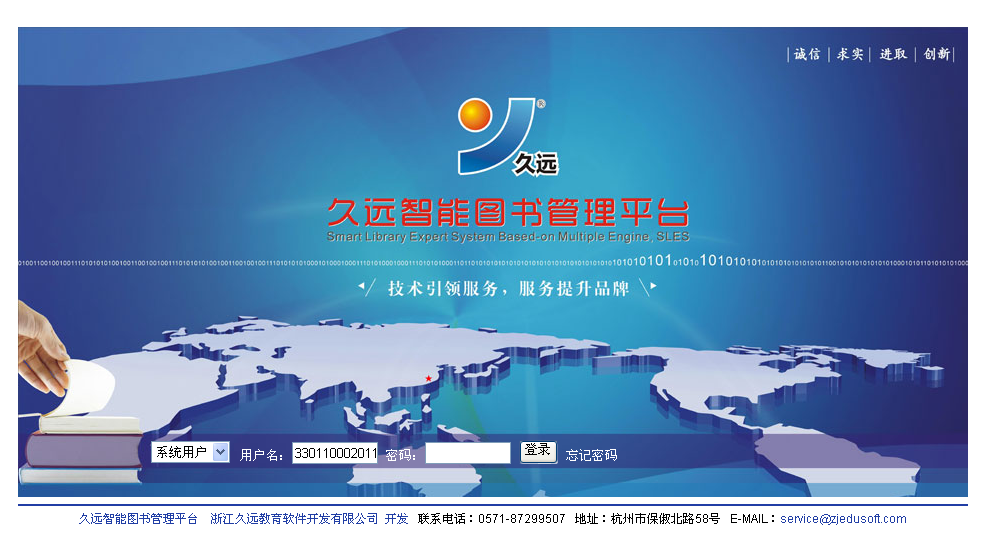 |诚信 | 求实 | 进取 | 创新|
久远
久远智能图书管理平台
Smart Library Expert System Based-on Multiple Engine, SLES
技术引领服务，服务提升品牌
系统用户 用户名： 330110002011 密码： 登录 忘记密码
久远智能图书管理平台 浙江久远教育软件开发有限公司 开发 联系电话：0571-87299507 地址：杭州市保俶北路58号 E-MAIL：service@zjedusoft.com